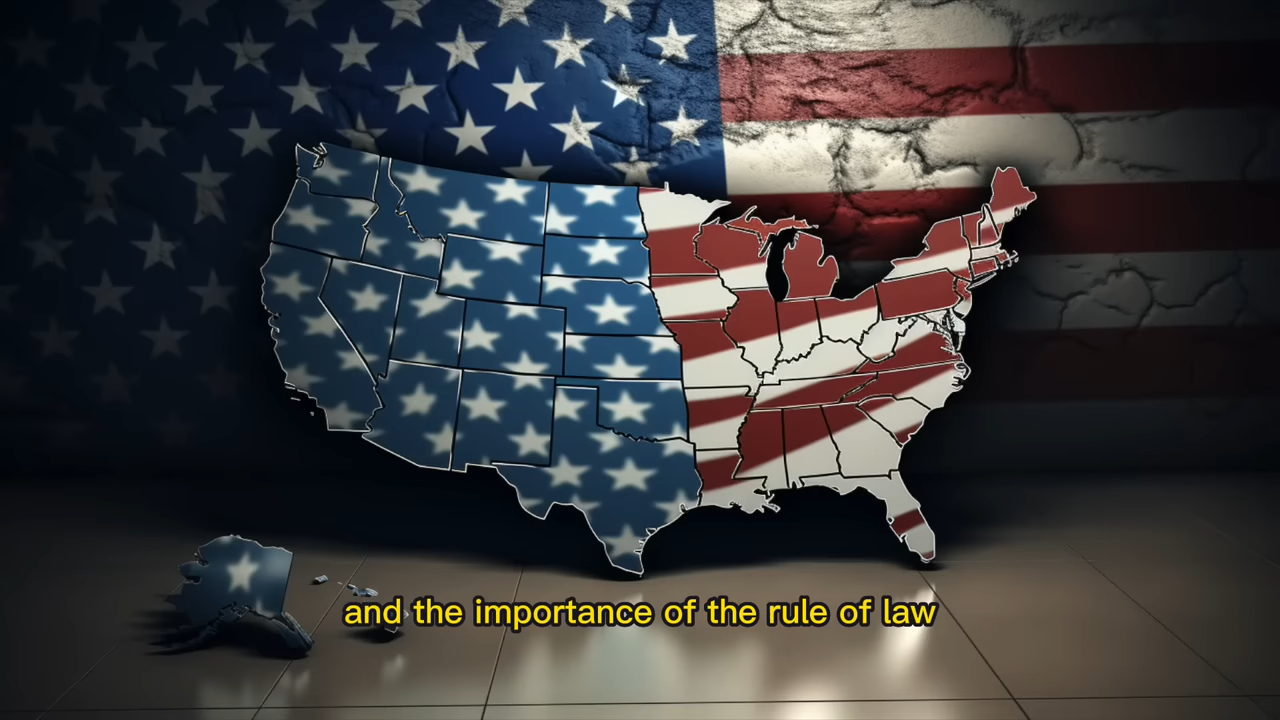 and the importance of the rule of law